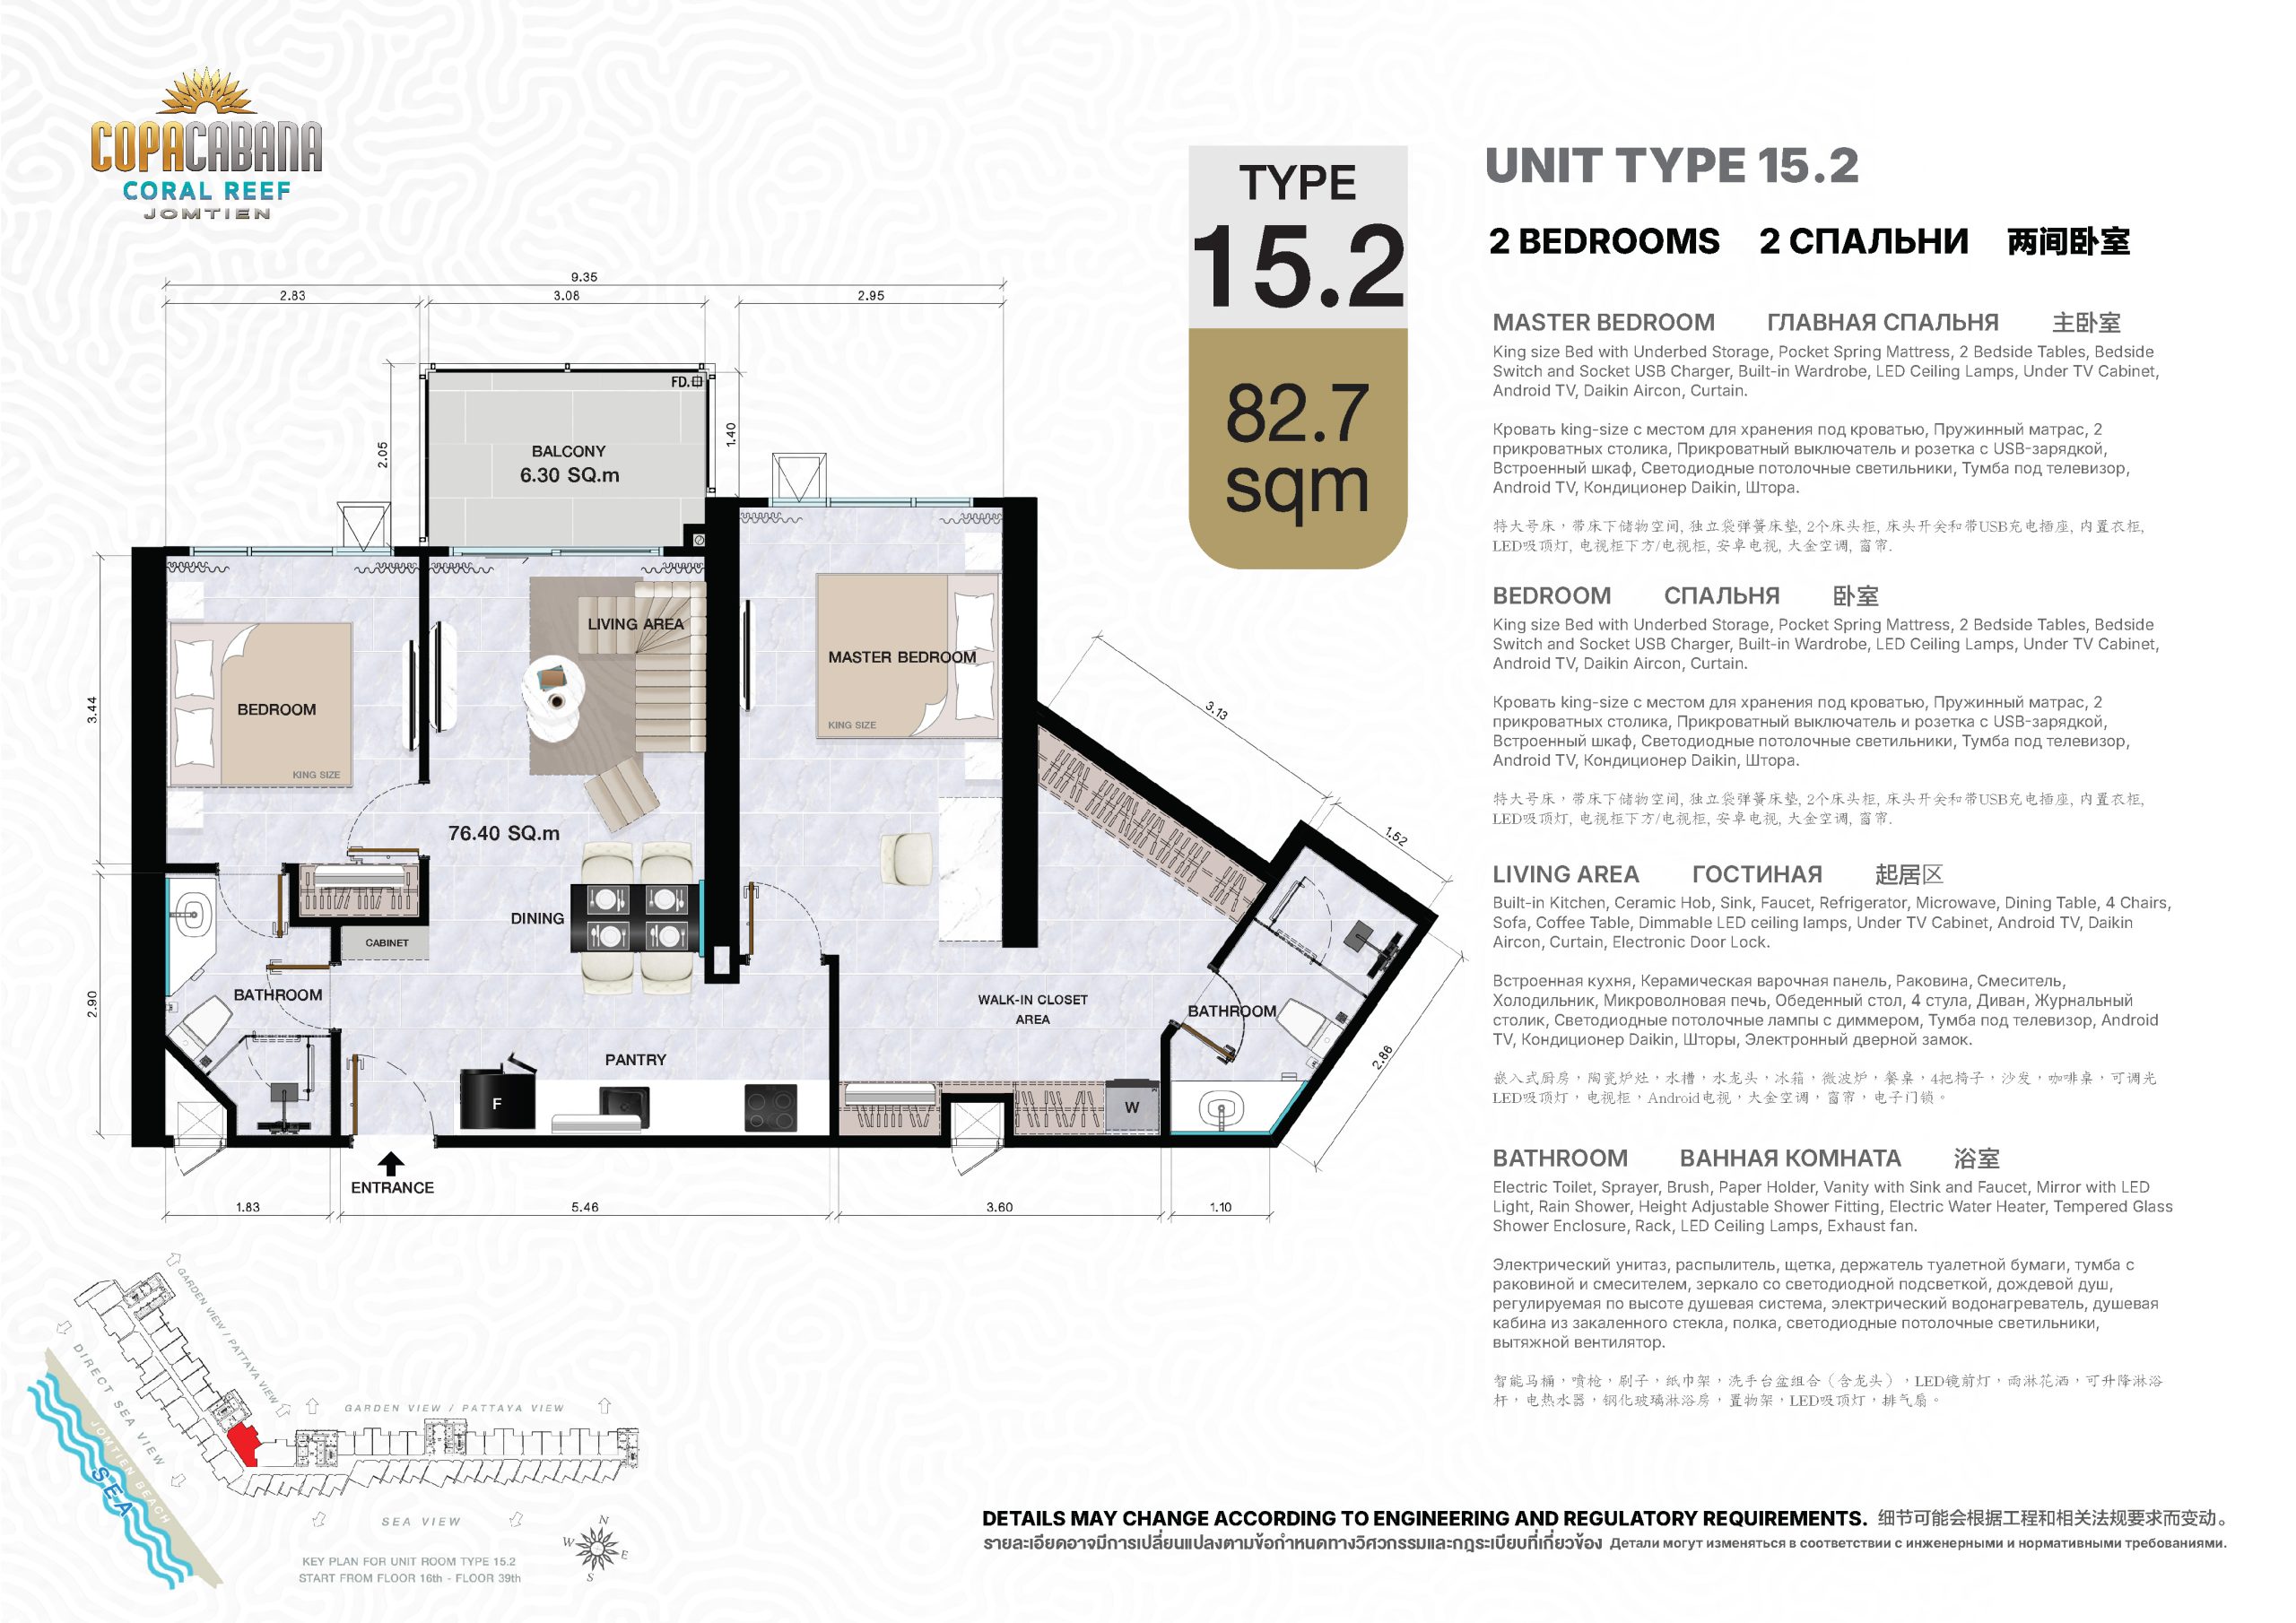 COPACABANA
CORAL REEF
JOMTIEN
9.35
2.83
3.08
2.95
2.05
1.40
FD.
BALCONY
6.30 SQ.m
LIVING AREA
MASTER BEDROOM
KING SIZE
BEDROOM
KING SIZE
3.44
3.13
76.40 SQ.m
1.52
DINING
CABINET
2.90
BATHROOM
WALK-IN CLOSET
AREA
BATHROOM
2.86
PANTRY
F
W
ENTRANCE
1.83
5.46
3.60
1.10
TYPE
15.2
82.7
sqm
UNIT TYPE 15.2
2 BEDROOMS 2 СПАЛЬНИ 两间卧室
MASTER BEDROOM ГЛАВНАЯ СПАЛЬНЯ 主卧室
King size Bed with Underbed Storage, Pocket Spring Mattress, 2 Bedside Tables, Bedside
Switch and Socket USB Charger, Built-in Wardrobe, LED Ceiling Lamps, Under TV Cabinet,
Android TV, Daikin Aircon, Curtain.
Кровать king-size с местом для хранения под кроватью, Пружинный матрас, 2
прикроватных столика, Прикроватный выключатель и розетка с USB-зарядкой,
Встроенный шкаф, Светодиодные потолочные светильники, Тумба под телевизор,
Android TV, Кондиционер Daikin, Штора.
特大号床，带床下储物空间, 独立袋弹簧床垫, 2个床头柜, 床头开关和带USB充电插座, 内置衣柜,
LED吸顶灯, 电视柜下方/电视柜, 安卓电视, 大金空调, 窗帘.
BEDROOM СПАЛЬНЯ 卧室
King size Bed with Underbed Storage, Pocket Spring Mattress, 2 Bedside Tables, Bedside
Switch and Socket USB Charger, Built-in Wardrobe, LED Ceiling Lamps, Under TV Cabinet,
Android TV, Daikin Aircon, Curtain.
Кровать king-size с местом для хранения под кроватью, Пружинный матрас, 2
прикроватных столика, Прикроватный выключатель и розетка с USB-зарядкой,
Встроенный шкаф, Светодиодные потолочные светильники, Тумба под телевизор,
Android TV, Кондиционер Daikin, Штора.
特大号床，带床下储物空间, 独立袋弹簧床垫, 2个床头柜, 床头开关和带USB充电插座, 内置衣柜,
LED吸顶灯, 电视柜下方/电视柜, 安卓电视, 大金空调, 窗帘.
LIVING AREA ГОСТИНАЯ 起居区
Built-in Kitchen, Ceramic Hob, Sink, Faucet, Refrigerator, Microwave, Dining Table, 4 Chairs,
Sofa, Coffee Table, Dimmable LED ceiling lamps, Under TV Cabinet, Android TV, Daikin
Aircon, Curtain, Electronic Door Lock.
Встроенная кухня, Керамическая варочная панель, Раковина, Смеситель,
Холодильник, Микроволновая печь, Обеденный стол, 4 стула, Диван, Журнальный
столик, Светодиодные потолочные лампы с диммером, Тумба под телевизор, Android
TV, Кондиционер Daikin, Шторы, Электронный дверной замок.
嵌入式厨房，陶瓷炉灶，水槽，水龙头，冰箱，微波炉，餐桌，4把椅子，沙发，咖啡桌，可调光
LED吸顶灯，电视柜，Android电视，大金空调，窗帘，电子门锁。
BATHROOM ВАННАЯ КОМНАТА 浴室
Electric Toilet, Sprayer, Brush, Paper Holder, Vanity with Sink and Faucet, Mirror with LED
Light, Rain Shower, Height Adjustable Shower Fitting, Electric Water Heater, Tempered Glass
Shower Enclosure, Rack, LED Ceiling Lamps, Exhaust fan.
Электрический унитаз, распылитель, щетка, держатель туалетной бумаги, тумба с
раковиной и смесителем, зеркало со светодиодной подсветкой, дождевой душ,
регулируемая по высоте душевая система, электрический водонагреватель, душевая
кабина из закаленного стекла, полка, светодиодные потолочные светильники,
вытяжной вентилятор.
智能马桶，喷枪，刷子，纸巾架，洗手台盆组合（含龙头），LED镜前灯，雨淋花洒，可升降淋浴
杆，电热水器，钢化玻璃淋浴房，置物架，LED吸顶灯，排气扇。
GARDEN VIEW / PATTAYA VIEW
DIRECT SEA VIEW
JOMTIEN BEACH
SEA
GARDEN VIEW / PATTAYA VIEW
SEA VIEW
N
W
E
S
KEY PLAN FOR UNIT ROOM TYPE 15.2
START FROM FLOOR 16th - FLOOR 39th
DETAILS MAY CHANGE ACCORDING TO ENGINEERING AND REGULATORY REQUIREMENTS. 细节可能会根据工程和相关法规要求而变动。
รายละเอียดอาจมีการเปลี่ยนแปลงตามข้อกำหนดทางวิศวกรรมและกฎระเบียบที่เกี่ยวข้อง Детали могут изменяться в соответствии с инженерными и нормативными требованиями.